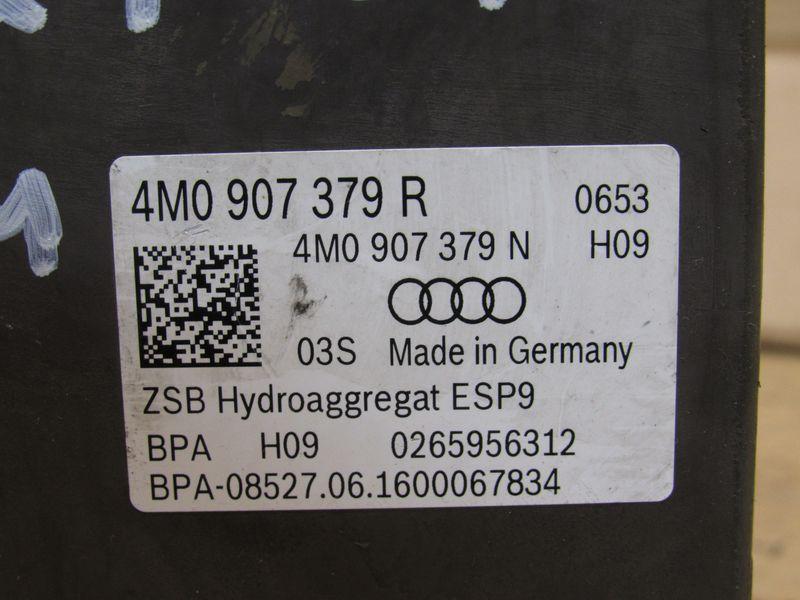 4M0 907 379 R 0653
4M0 907 379 N H09
03S Made in Germany
ZSB Hydroaggregat ESP9
BPA H09 0265956312
BPA-08527.06.1600067834